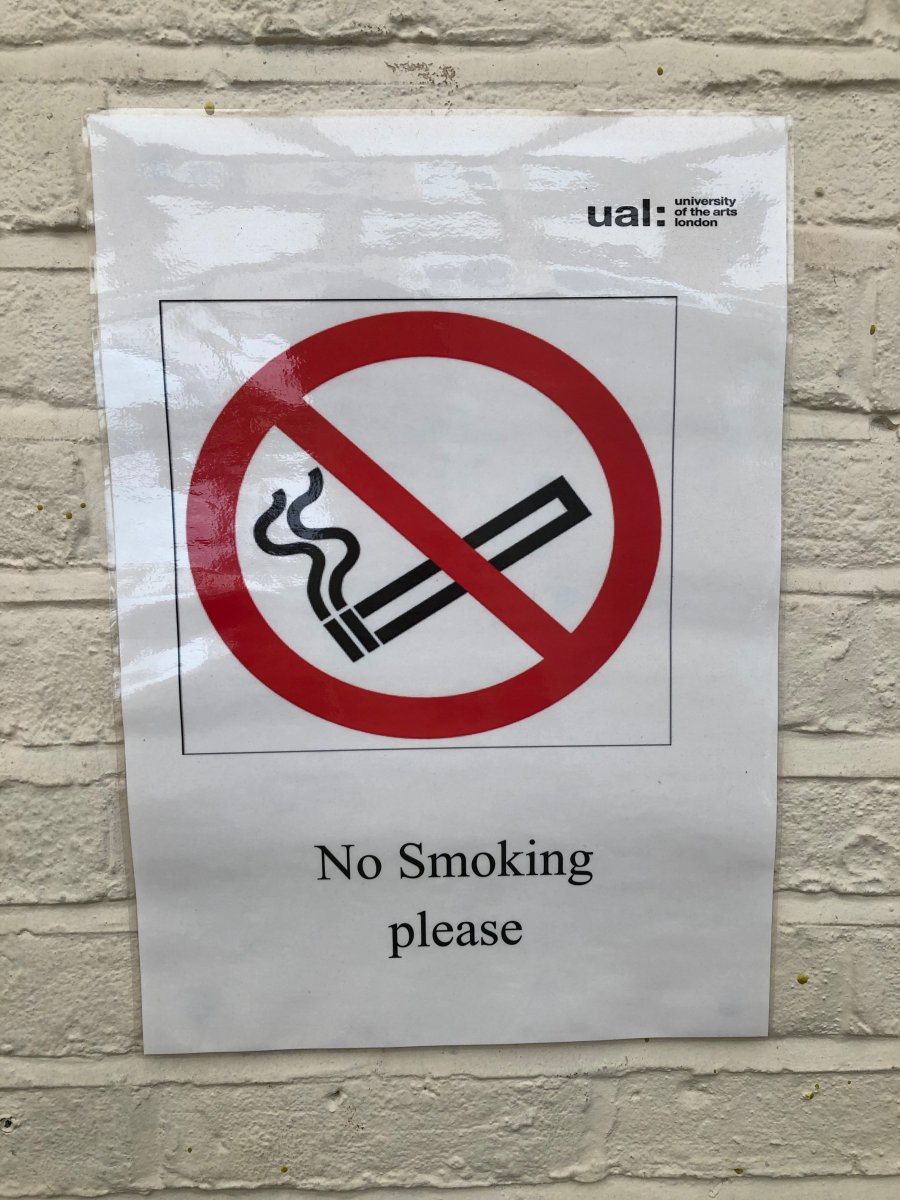 ual: university
of the arts
london
No Smoking
please